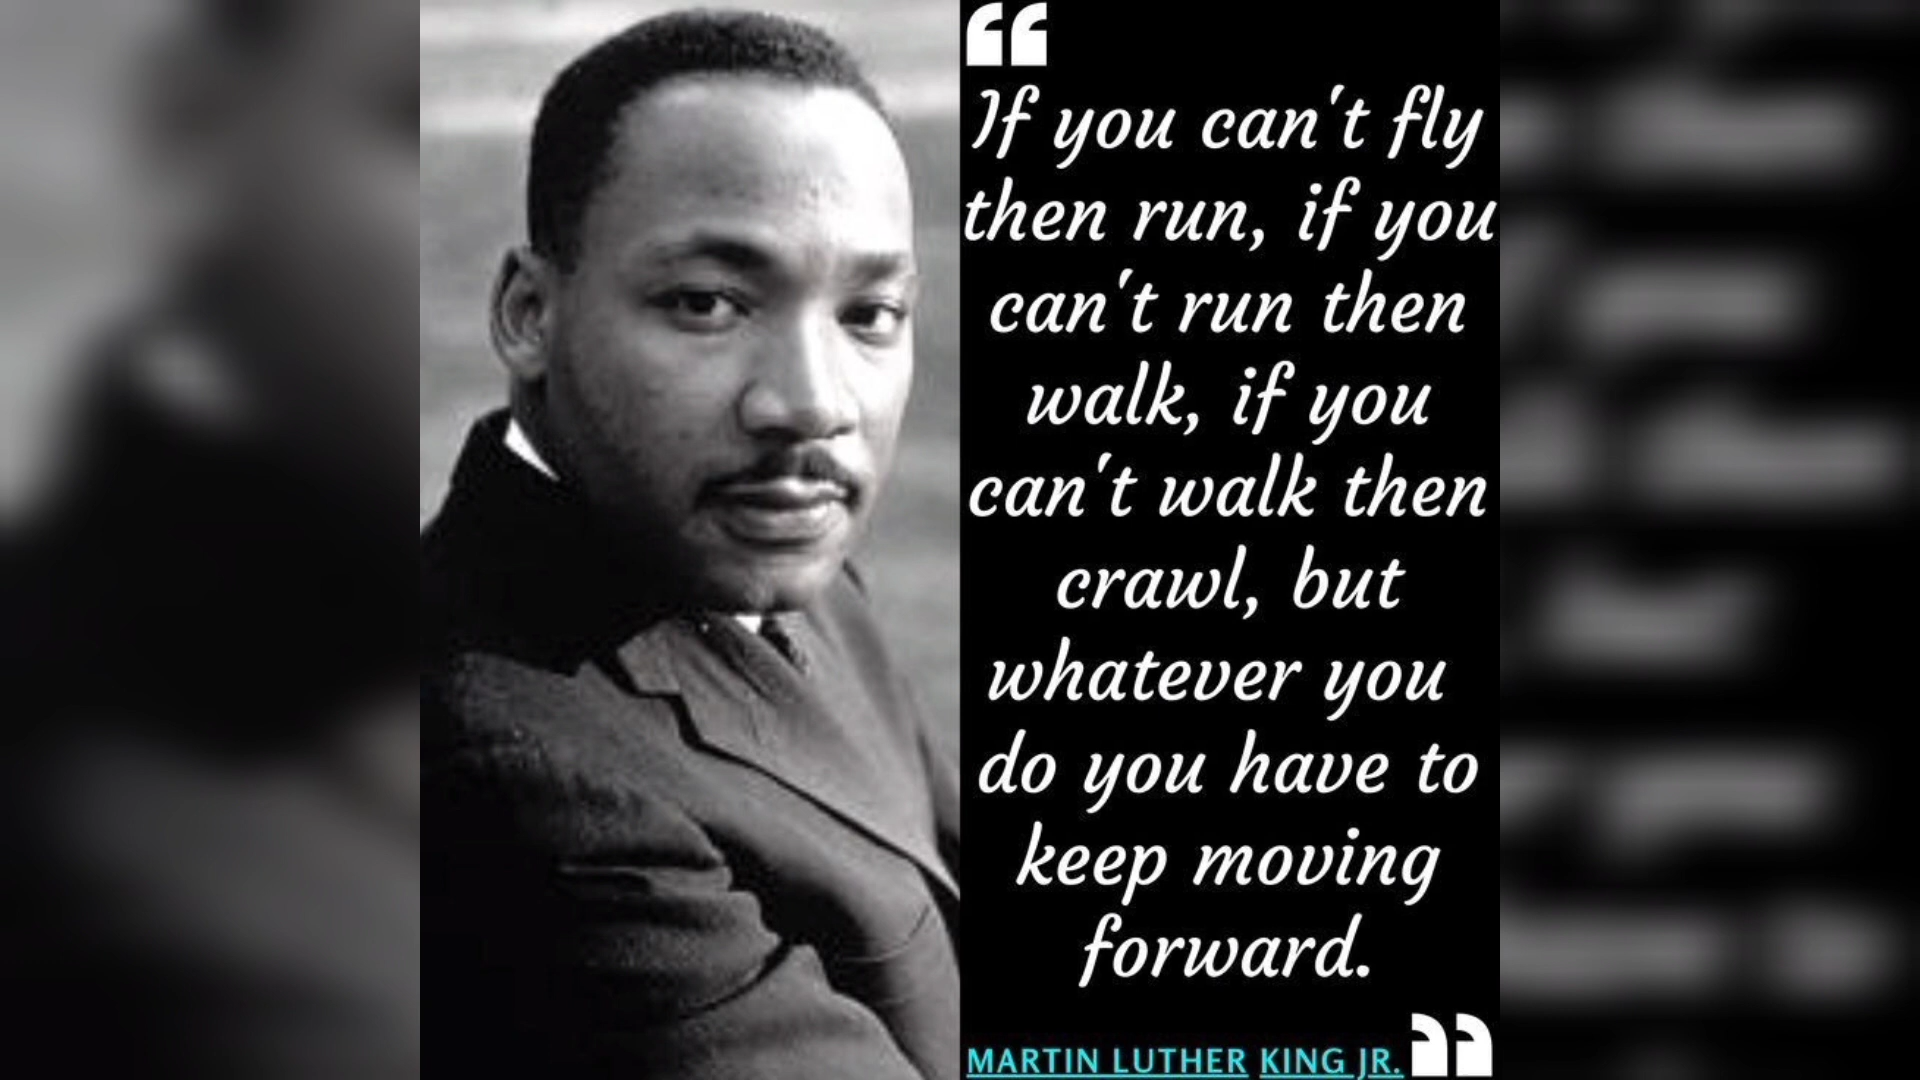 “
If you can't fly
then run, if you
can't run then
walk, if you
can't walk then
crawl, but
whatever you
do you have to
keep moving
forward.
MARTIN LUTHER KING JR. ”